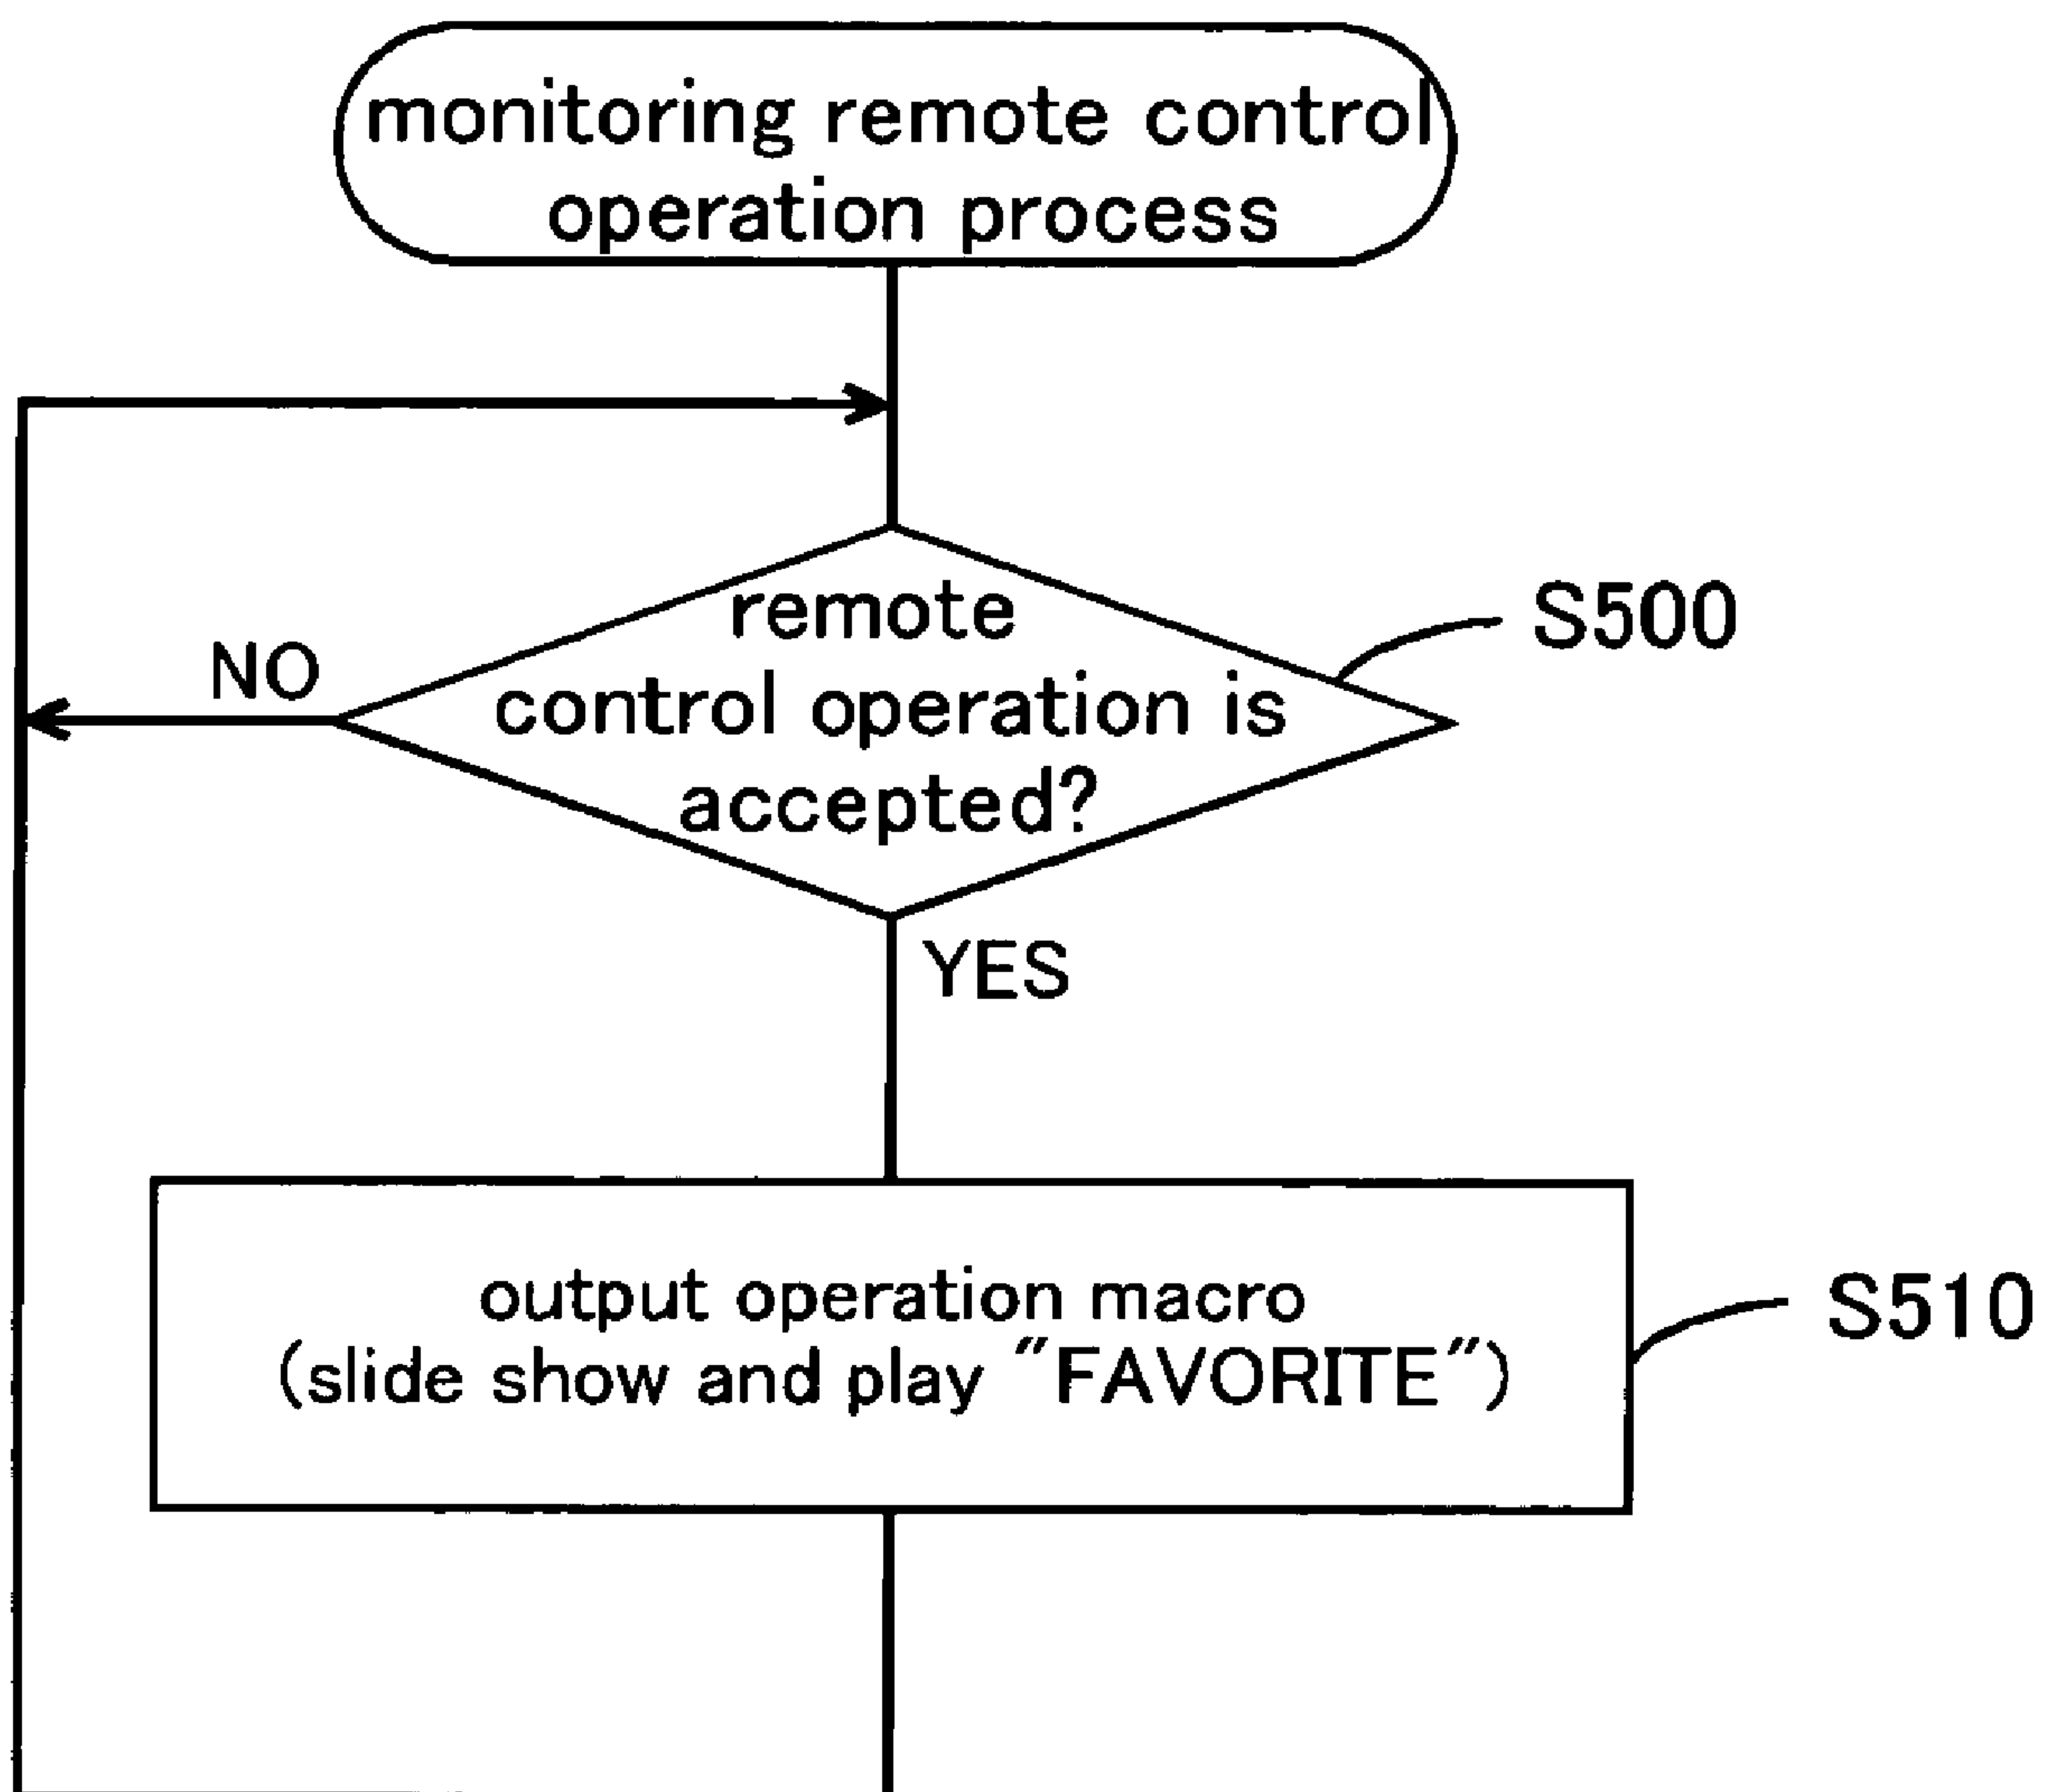 monitoring remote control
operation process
remote
control operation is
accepted?
S500
NO
YES
output operation macro
(slide show and play "FAVORITE")
S510